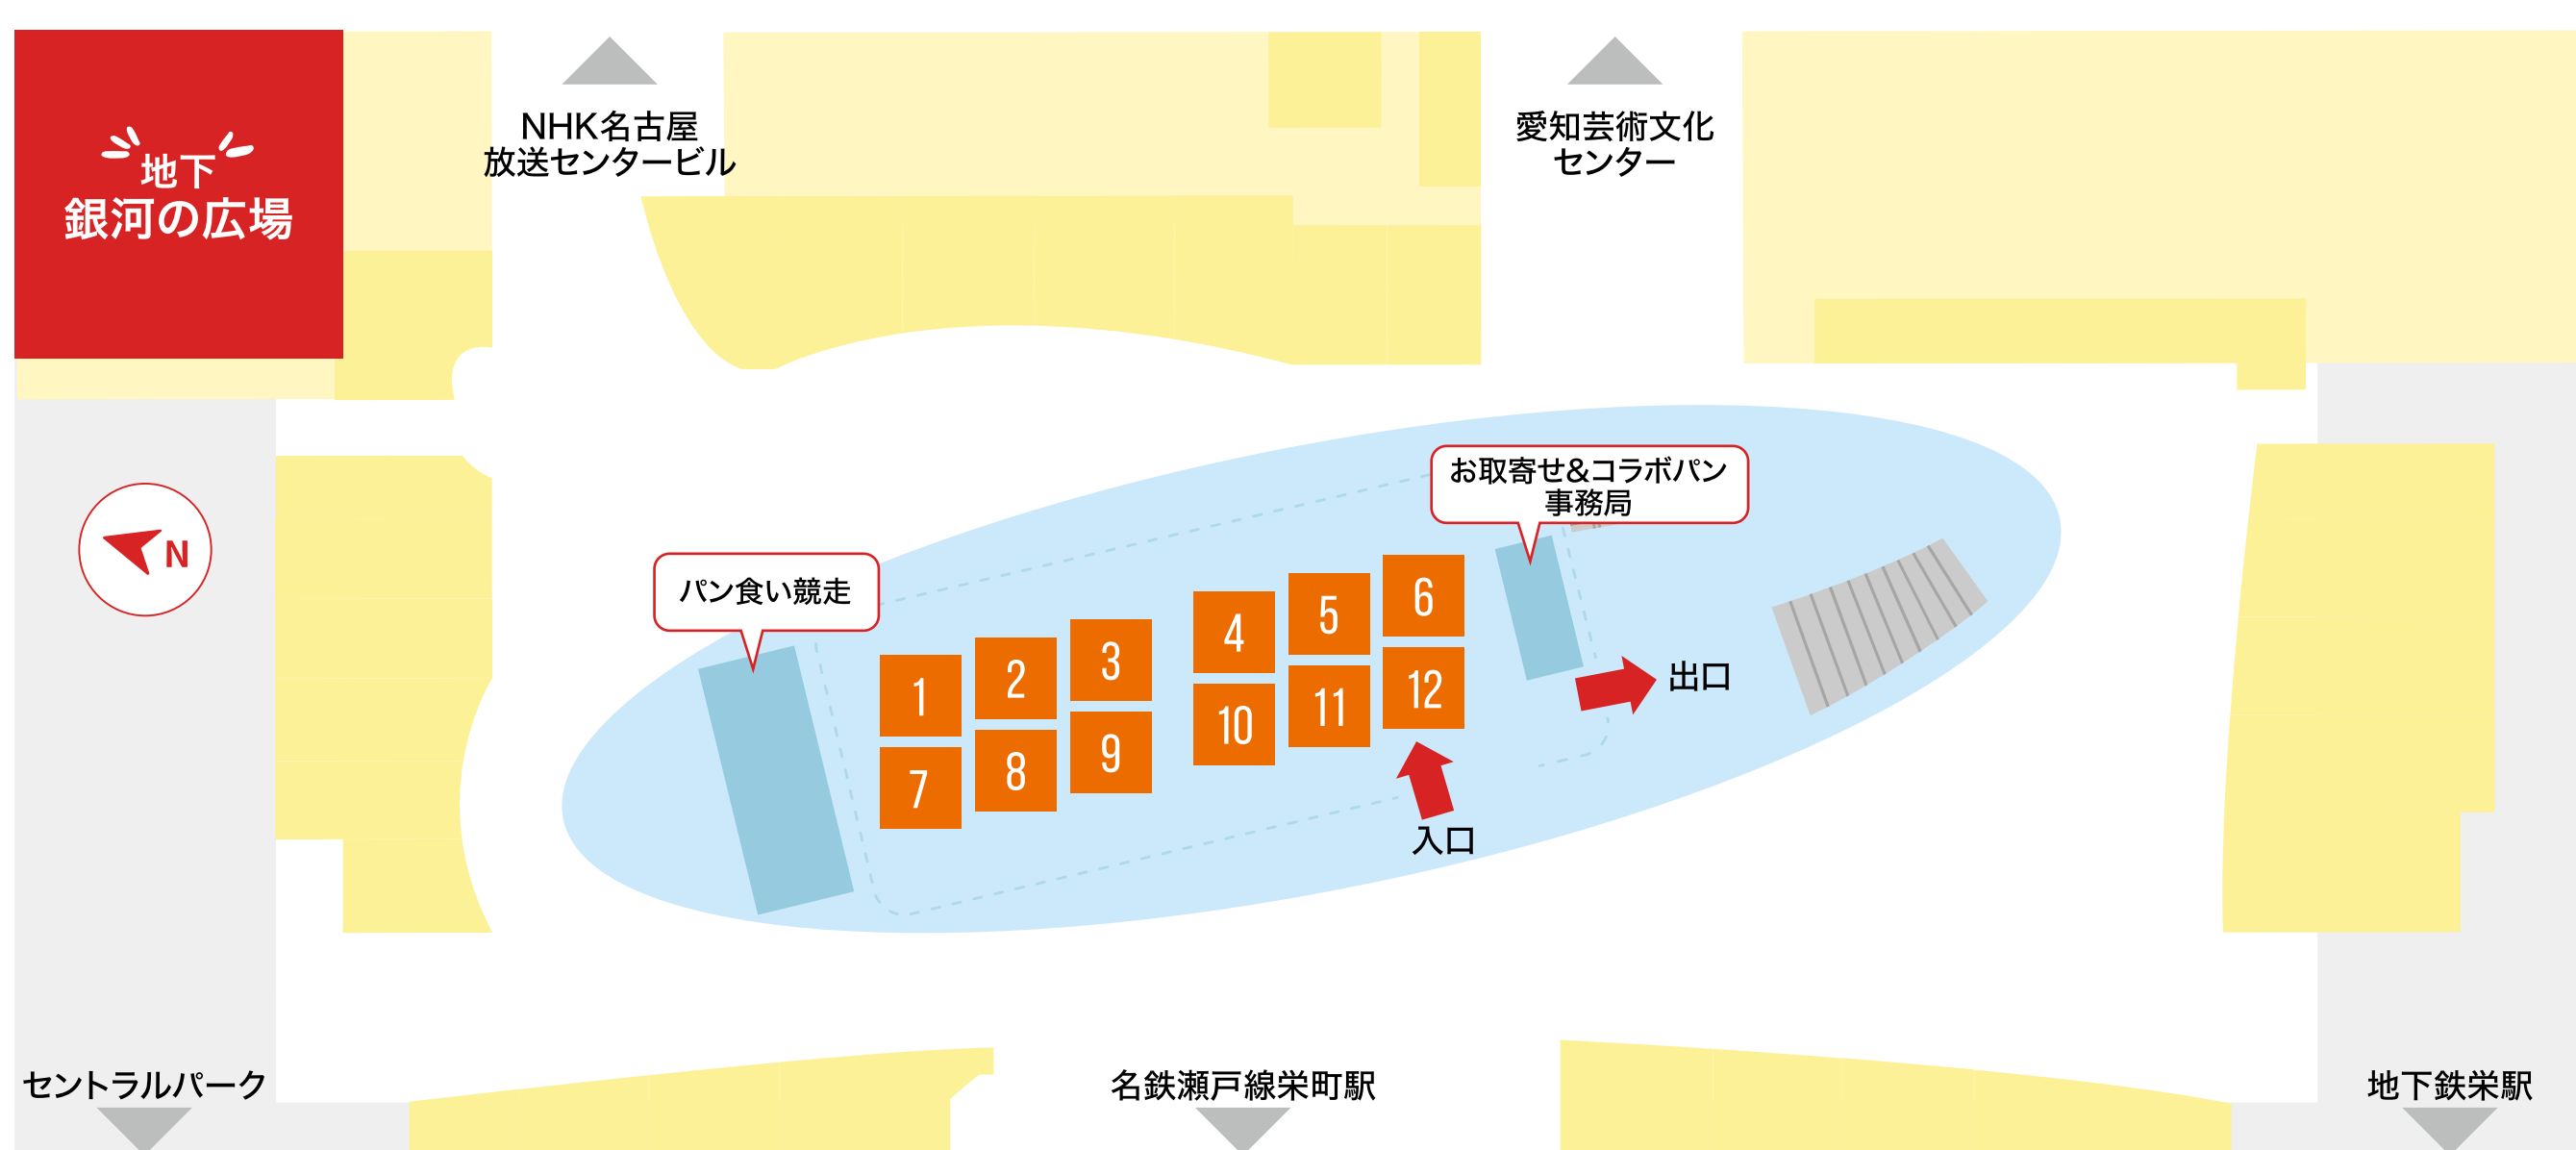 地下
銀河の広場
NHK名古屋
放送センタービル
愛知芸術文化
センター
N
お取寄せ&コラボパン
事務局
パン食い競走
1
2
3
4
5
6
7
8
9
10
11
12
出口
入口
セントラルパーク
名鉄瀬戸線栄町駅
地下鉄栄駅